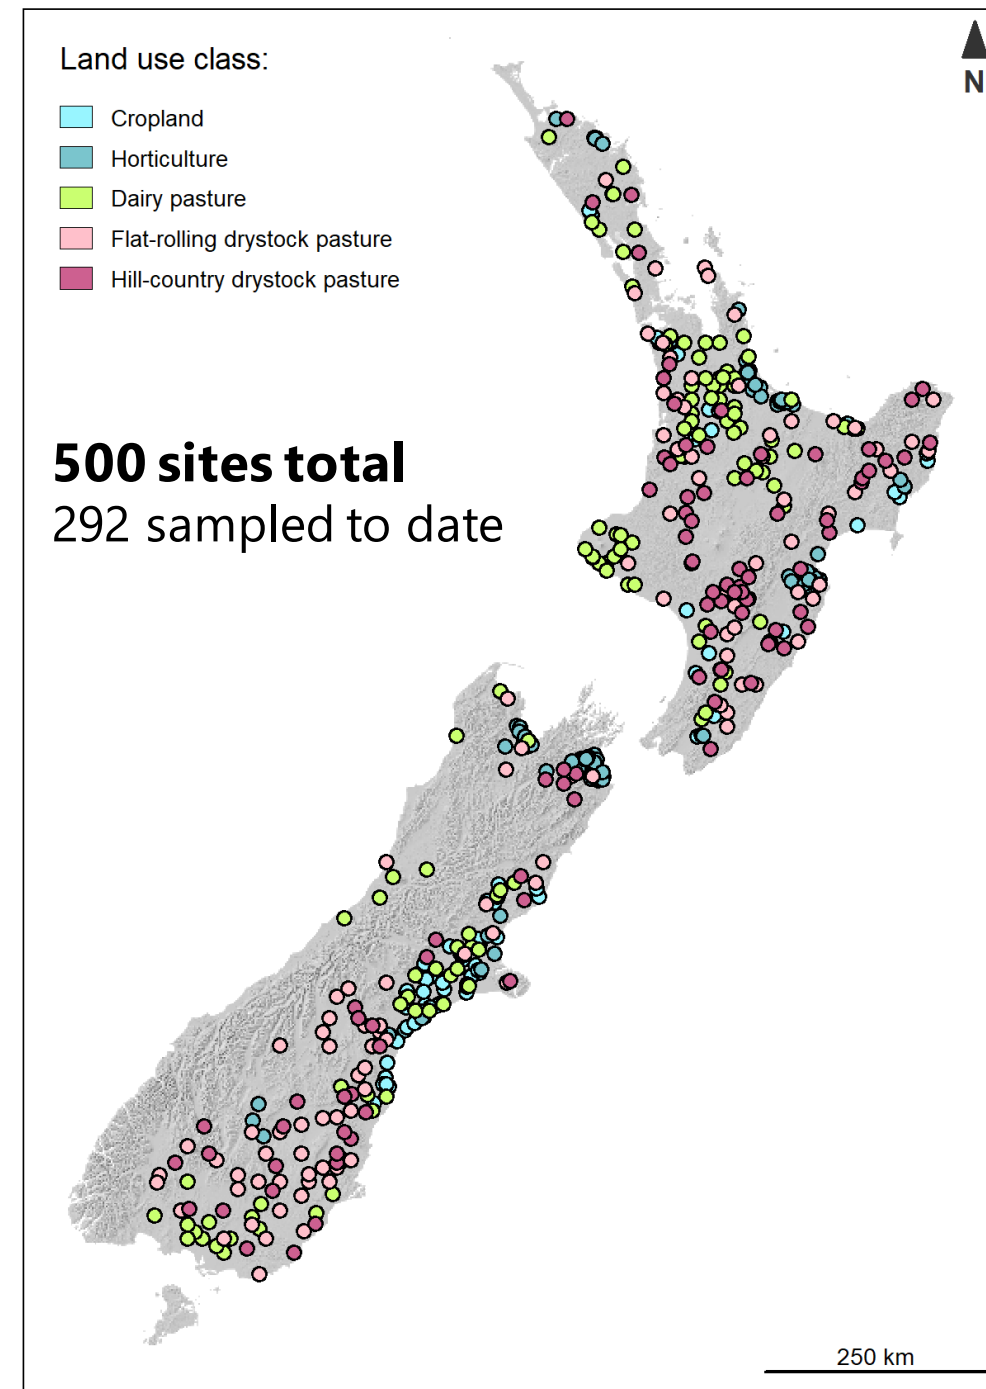 Land use class:
Cropland
Horticulture
Dairy pasture
Flat-rolling drystock pasture
Hill-country drystock pasture
N
500 sites total
292 sampled to date
250 km